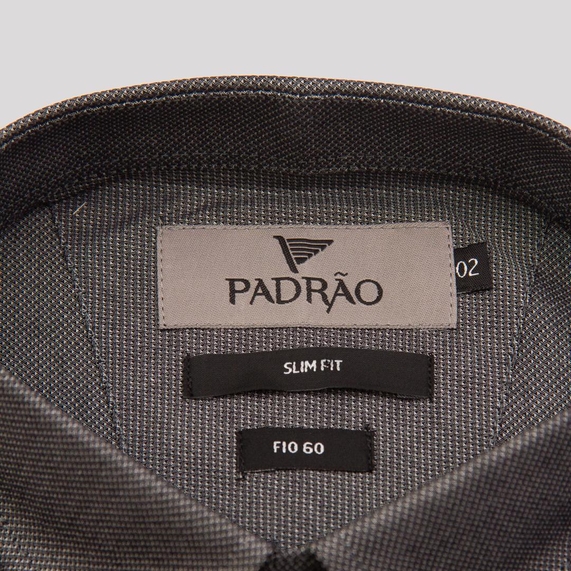 PADRÃO
02
SLIM FIT
FIO 60